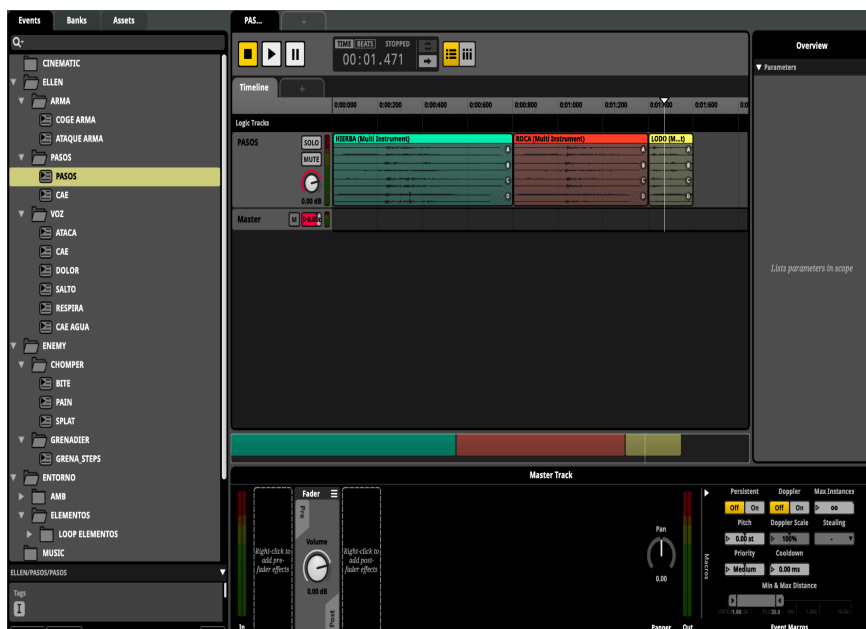 Events Banks Assets
PAS... +
CINEMATIC
ELLEN
ARMA
COGE ARMA
ATAQUE ARMA
PASOS
PASOS
CAE
VOZ
ATACA
CAE
DOLOR
SALTO
RESPIRA
CAE AGUA
ENEMY
CHOMPER
BITE
PAIN
SPLAT
GRENADIER
GRENA_STEPS
ENTORNO
AMB
ELEMENTOS
LOOP ELEMENTOS
MUSIC
ELLEN/PASOS/PASOS
Tags
TIME BEATS STOPPED
00:01.471
Timeline +
0:00:000 0:00:200 0:00:400 0:00:600 0:00:800 0:01:000 0:01:200 0:01:600
Logic Tracks
PASOS SOLO
MUTE
0.00 dB
HIERBA (Multi Instrument) ROCA (Multi Instrument) LODO (M...t)
A A A
B B B
C C C
D D D
Master M
Overview
Parameters
Lists parameters in scope
Master Track
Fader
Pre
Right-click to
add pre-
fader effects
Volume
0.00 dB
Right-click to
add post-
fader effects
Post
In
Pan
0.00
Panner Out
Macros
Persistent Doppler Max Instances
Off On Off On oo
Pitch Doppler Scale Stealing
0.00 st 100% -
Priority Cooldown
Medium 0.00 ms
Min & Max Distance
1.00 20.0
Event Macros